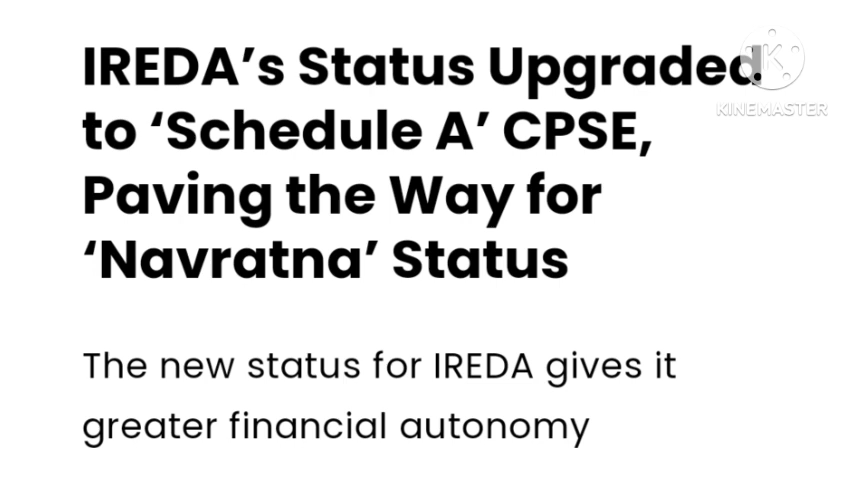 IREDA’s Status Upgraded
to ‘Schedule A’ CPSE,
Paving the Way for
‘Navratna’ Status
The new status for IREDA gives it
greater financial autonomy
K
KINEMASTER